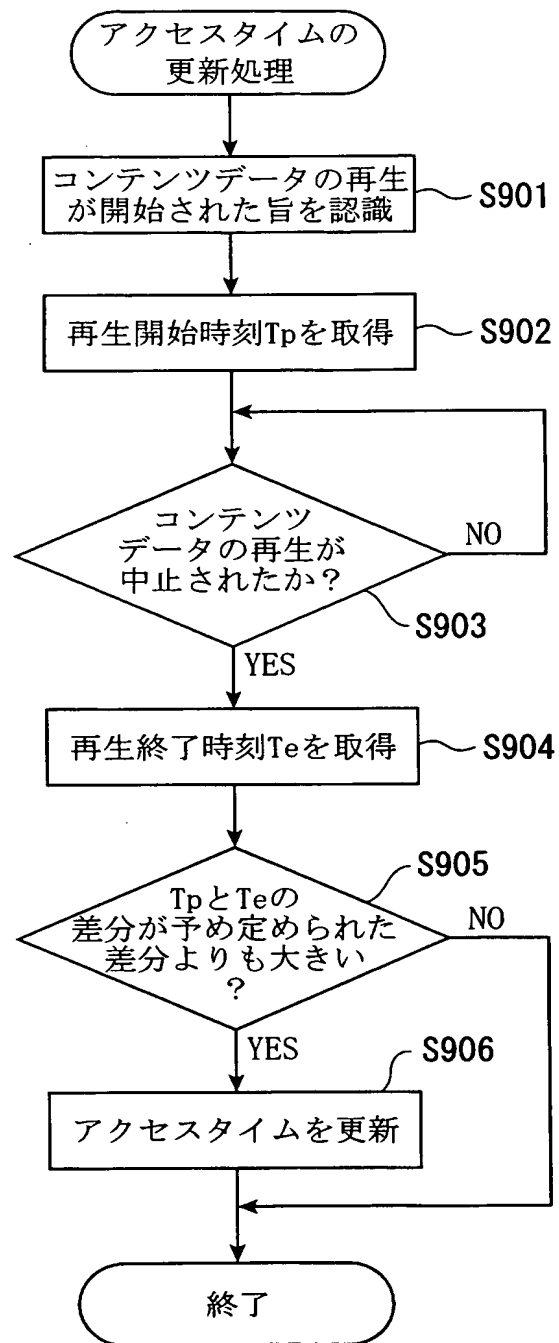 アクセスタイムの
更新処理
コンテンツデータの再生
が開始された旨を認識
S901
再生開始時刻Tpを取得
S902
コンテンツ
データの再生が
中止されたか?
NO
S903
YES
再生終了時刻Teを取得
S904
S905
TpとTeの
差分が予め定められた
差分よりも大きい
?
NO
YES
S906
アクセスタイムを更新
終了